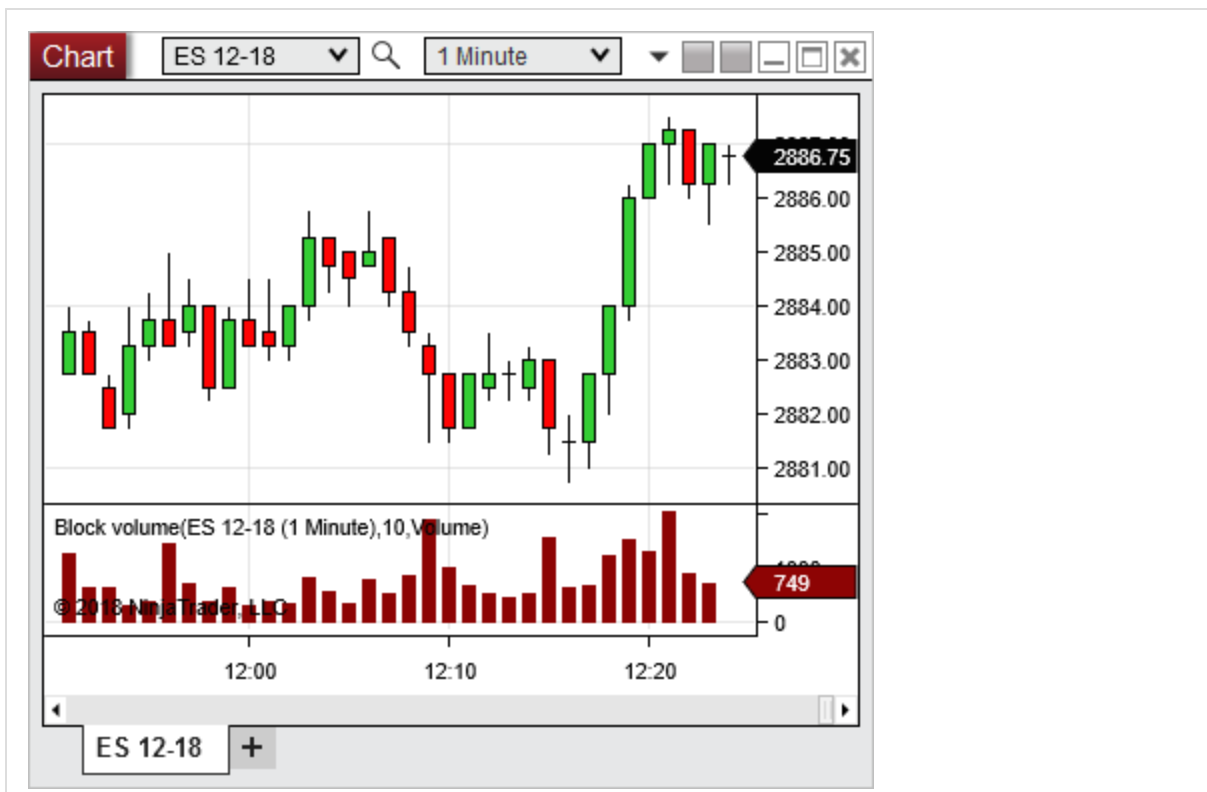 Chart ES 12-18 1 Minute
2886.75
2886.00
2885.00
2884.00
2883.00
2882.00
2881.00
Block volume(ES 12-18 (1 Minute),10,Volume)
749
© 2018 NinjaTrader, LLC
0
12:00 12:10 12:20
ES 12-18 +